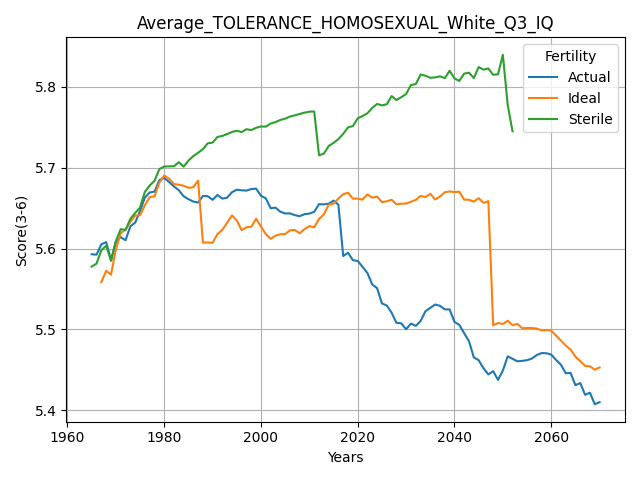 Average_TOLERANCE_HOMOSEXUAL_White_Q3_IQ
Fertility
Actual
Ideal
Sterile
Score(3-6)
5.8
5.7
5.6
5.5
5.4
1960
1980
2000
2020
2040
2060
Years